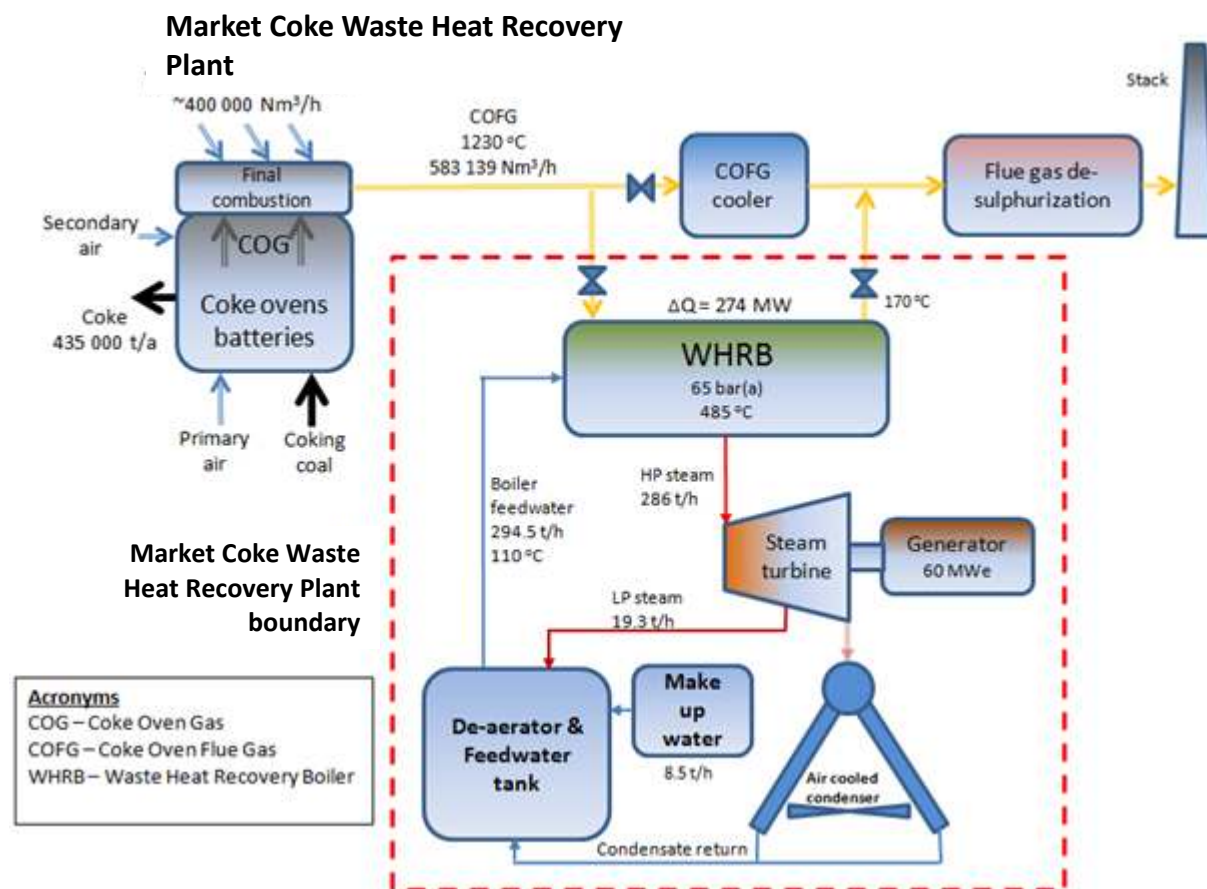 Market Coke Waste Heat Recovery
Plant
~400 000 Nm³/h
Final
combustion
COG
Coke ovens
batteries
Secondary
air
Coke
435 000 t/a
Primary
air
Coking
coal
COFG
1230 °C
583 139 Nm³/h
COFG
cooler
Flue gas de-
sulphurization
Stack
ΔQ = 274 MW
170 °C
WHRB
65 bar(a)
485 °C
Boiler
feedwater
294.5 t/h
110 °C
HP steam
286 t/h
Steam
turbine
Generator
60 MWe
LP steam
19.3 t/h
De-aerator &
Feedwater
tank
Make
up
water
8.5 t/h
Air cooled
condenser
Condensate return
Market Coke Waste
Heat Recovery Plant
boundary
Acronyms
COG – Coke Oven Gas
COFG – Coke Oven Flue Gas
WHRB – Waste Heat Recovery Boiler